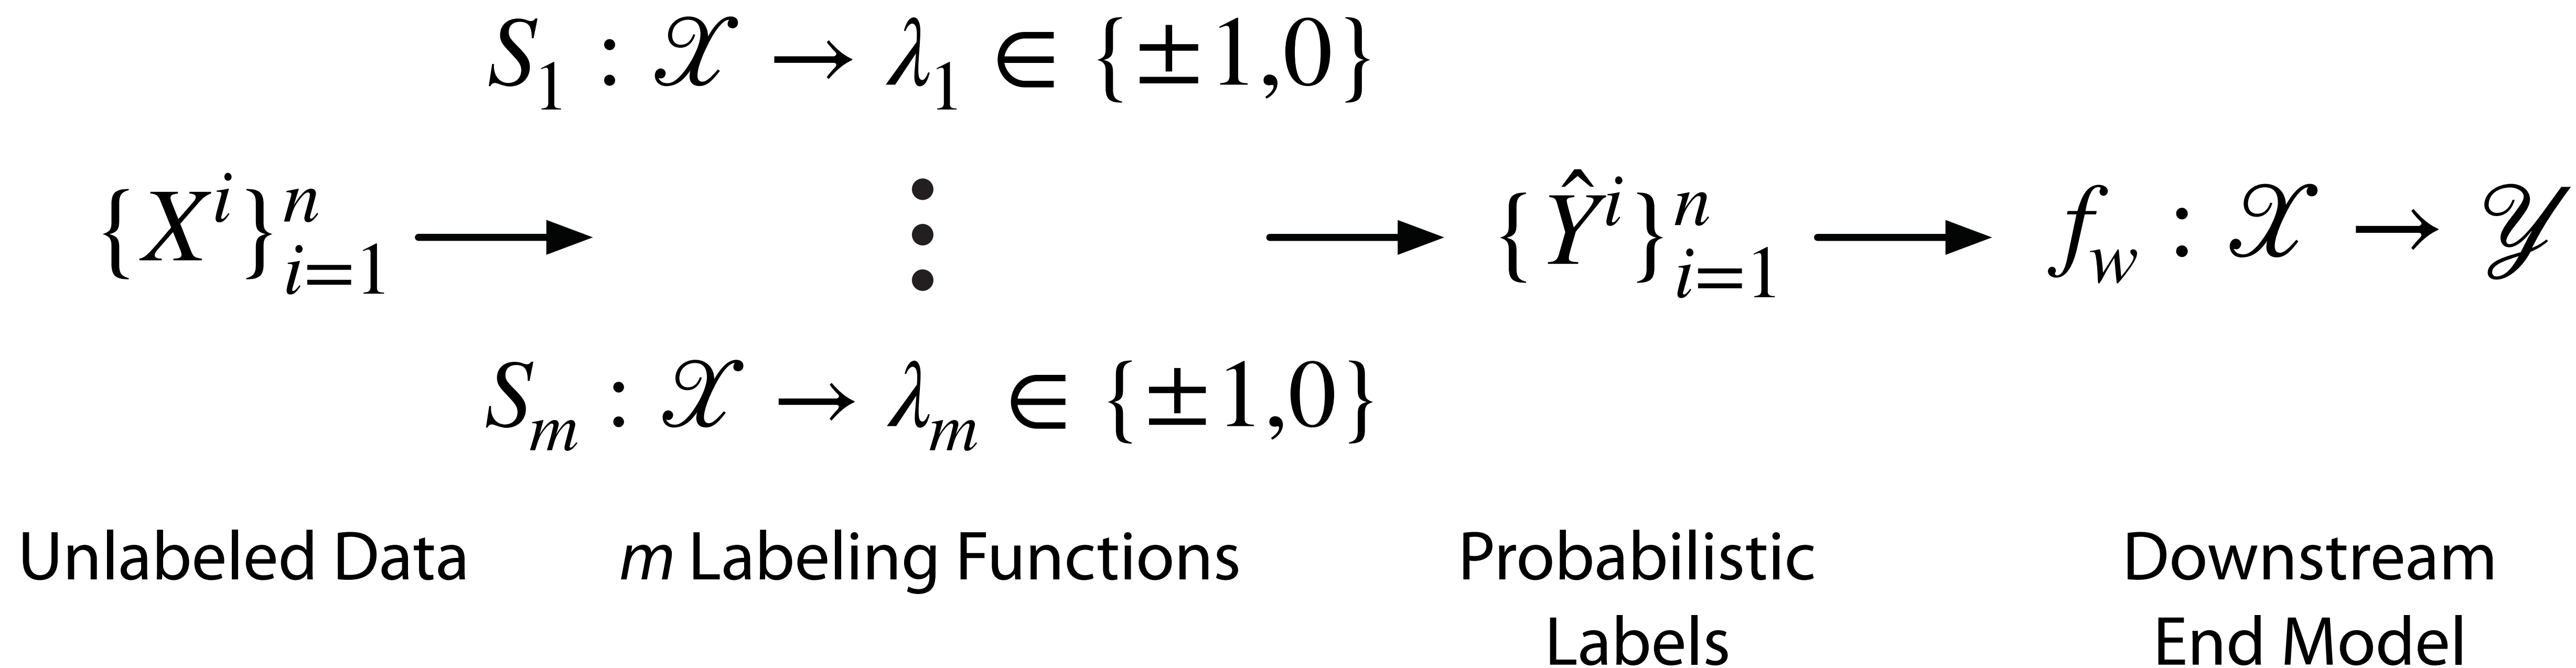 S₁ : 𝒳 → λ₁ ∈ {±1,0}
{Xⁱ}ⁿᵢ₌₁ ⟶ ⋮ ⟶ {Ŷⁱ}ⁿᵢ₌₁ ⟶ f_w : 𝒳 → 𝒴
Sₘ : 𝒳 → λₘ ∈ {±1,0}
Unlabeled Data m Labeling Functions Probabilistic Downstream
Labels End Model